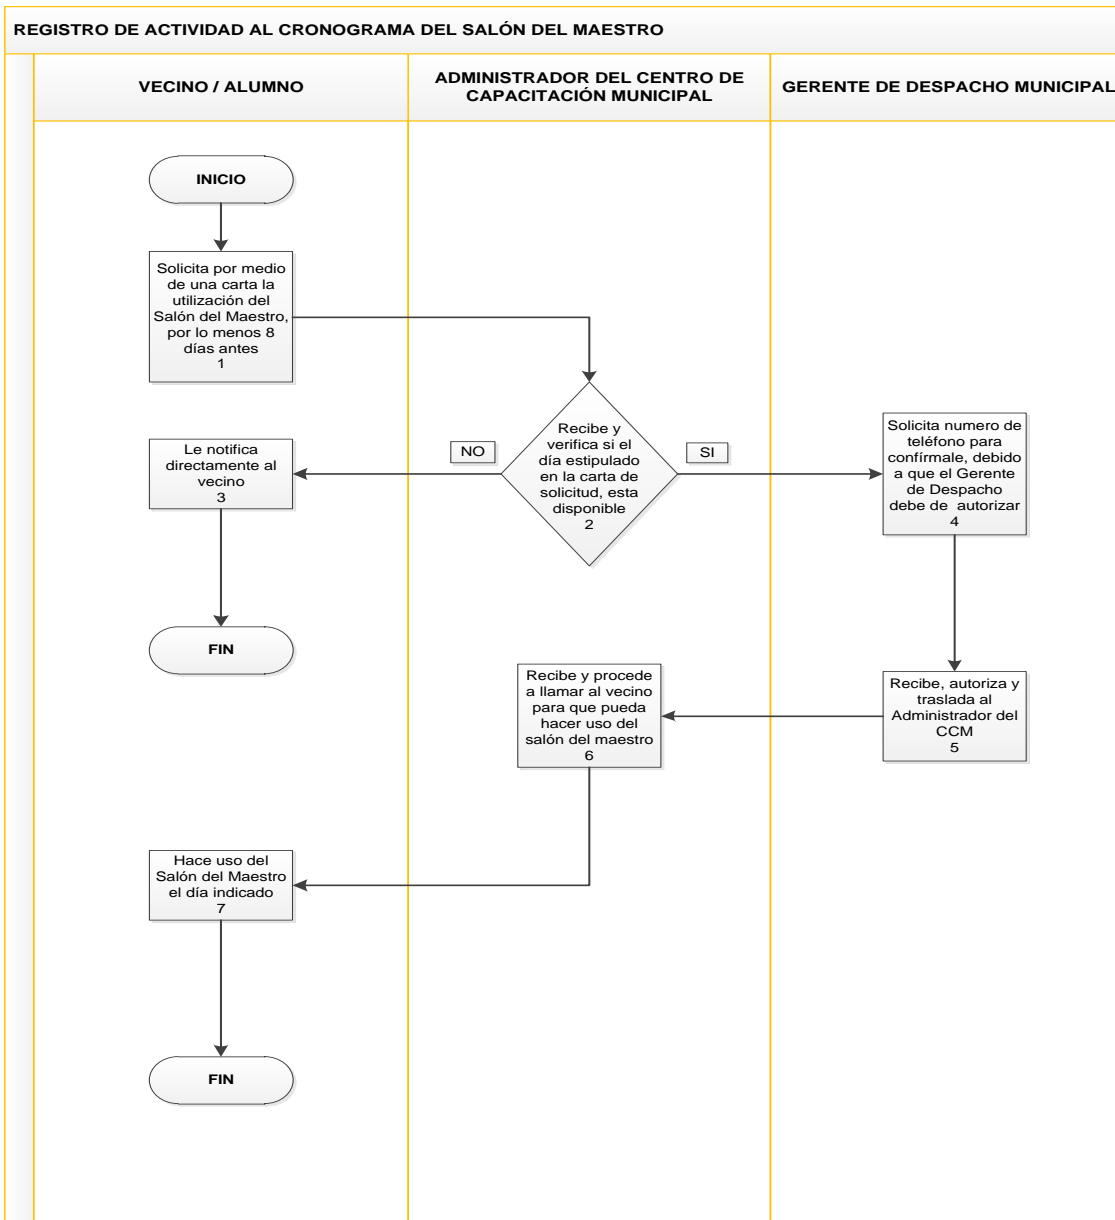 REGISTRO DE ACTIVIDAD AL CRONOGRAMA DEL SALÓN DEL MAESTRO
VECINO / ALUMNO
ADMINISTRADOR DEL CENTRO DE
CAPACITACIÓN MUNICIPAL
GERENTE DE DESPACHO MUNICIPAL
INICIO
Solicita por medio
de una carta la
utilización del
Salón del Maestro,
por lo menos 8
días antes
1
Recibe y
verifica si el
día estipulado
en la carta de
solicitud, esta
disponible
2
NO
SI
Le notifica
directamente al
vecino
3
Solicita numero de
teléfono para
confírmale, debido
a que el Gerente
de Despacho
debe de  autorizar
4
FIN
Recibe, autoriza y
traslada al
Administrador del
CCM
5
Recibe y procede
a llamar al vecino
para que pueda
hacer uso del
salón del maestro
6
Hace uso del
Salón del Maestro
el día indicado
7
FIN